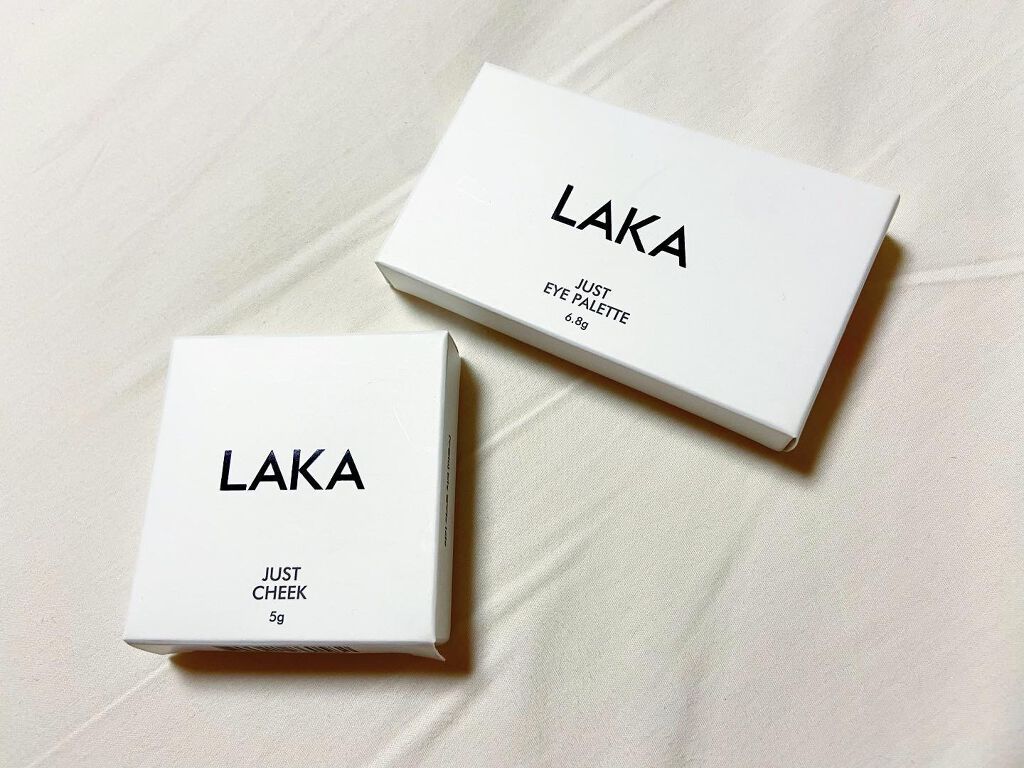 LAKA
JUST
EYE PALETTE
6.8g
LAKA
JUST
CHEEK
5g